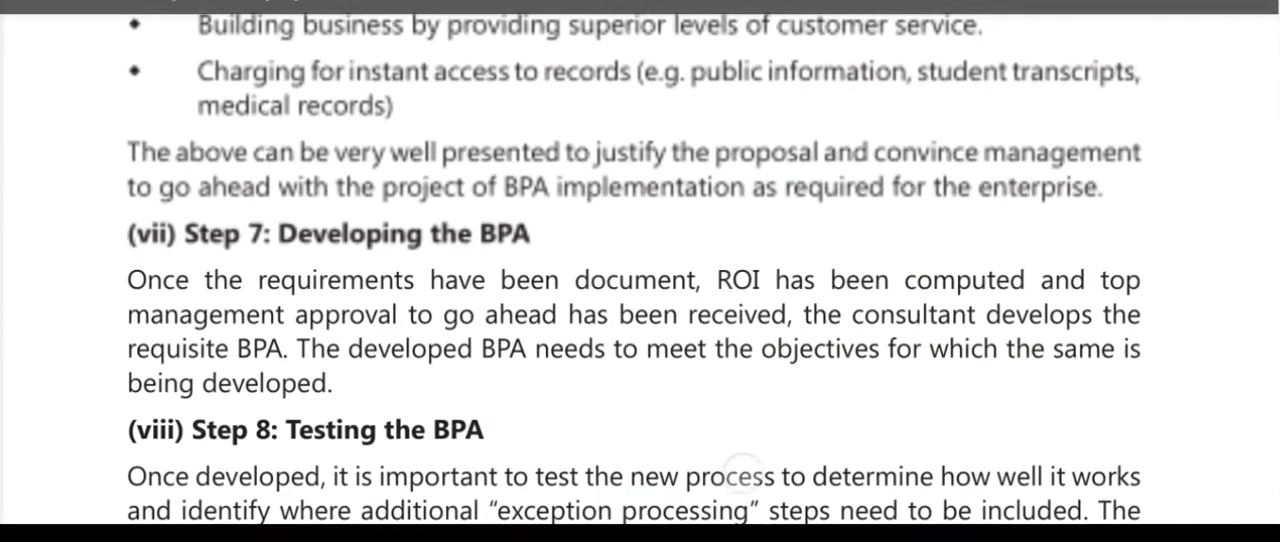 • Building business by providing superior levels of customer service.
• Charging for instant access to records (e.g. public information, student transcripts,
medical records)
The above can be very well presented to justify the proposal and convince management
to go ahead with the project of BPA implementation as required for the enterprise.
(vii) Step 7: Developing the BPA
Once the requirements have been document, ROI has been computed and top
management approval to go ahead has been received, the consultant develops the
requisite BPA. The developed BPA needs to meet the objectives for which the same is
being developed.
(viii) Step 8: Testing the BPA
Once developed, it is important to test the new process to determine how well it works
and identify where additional “exception processing” steps need to be included. The